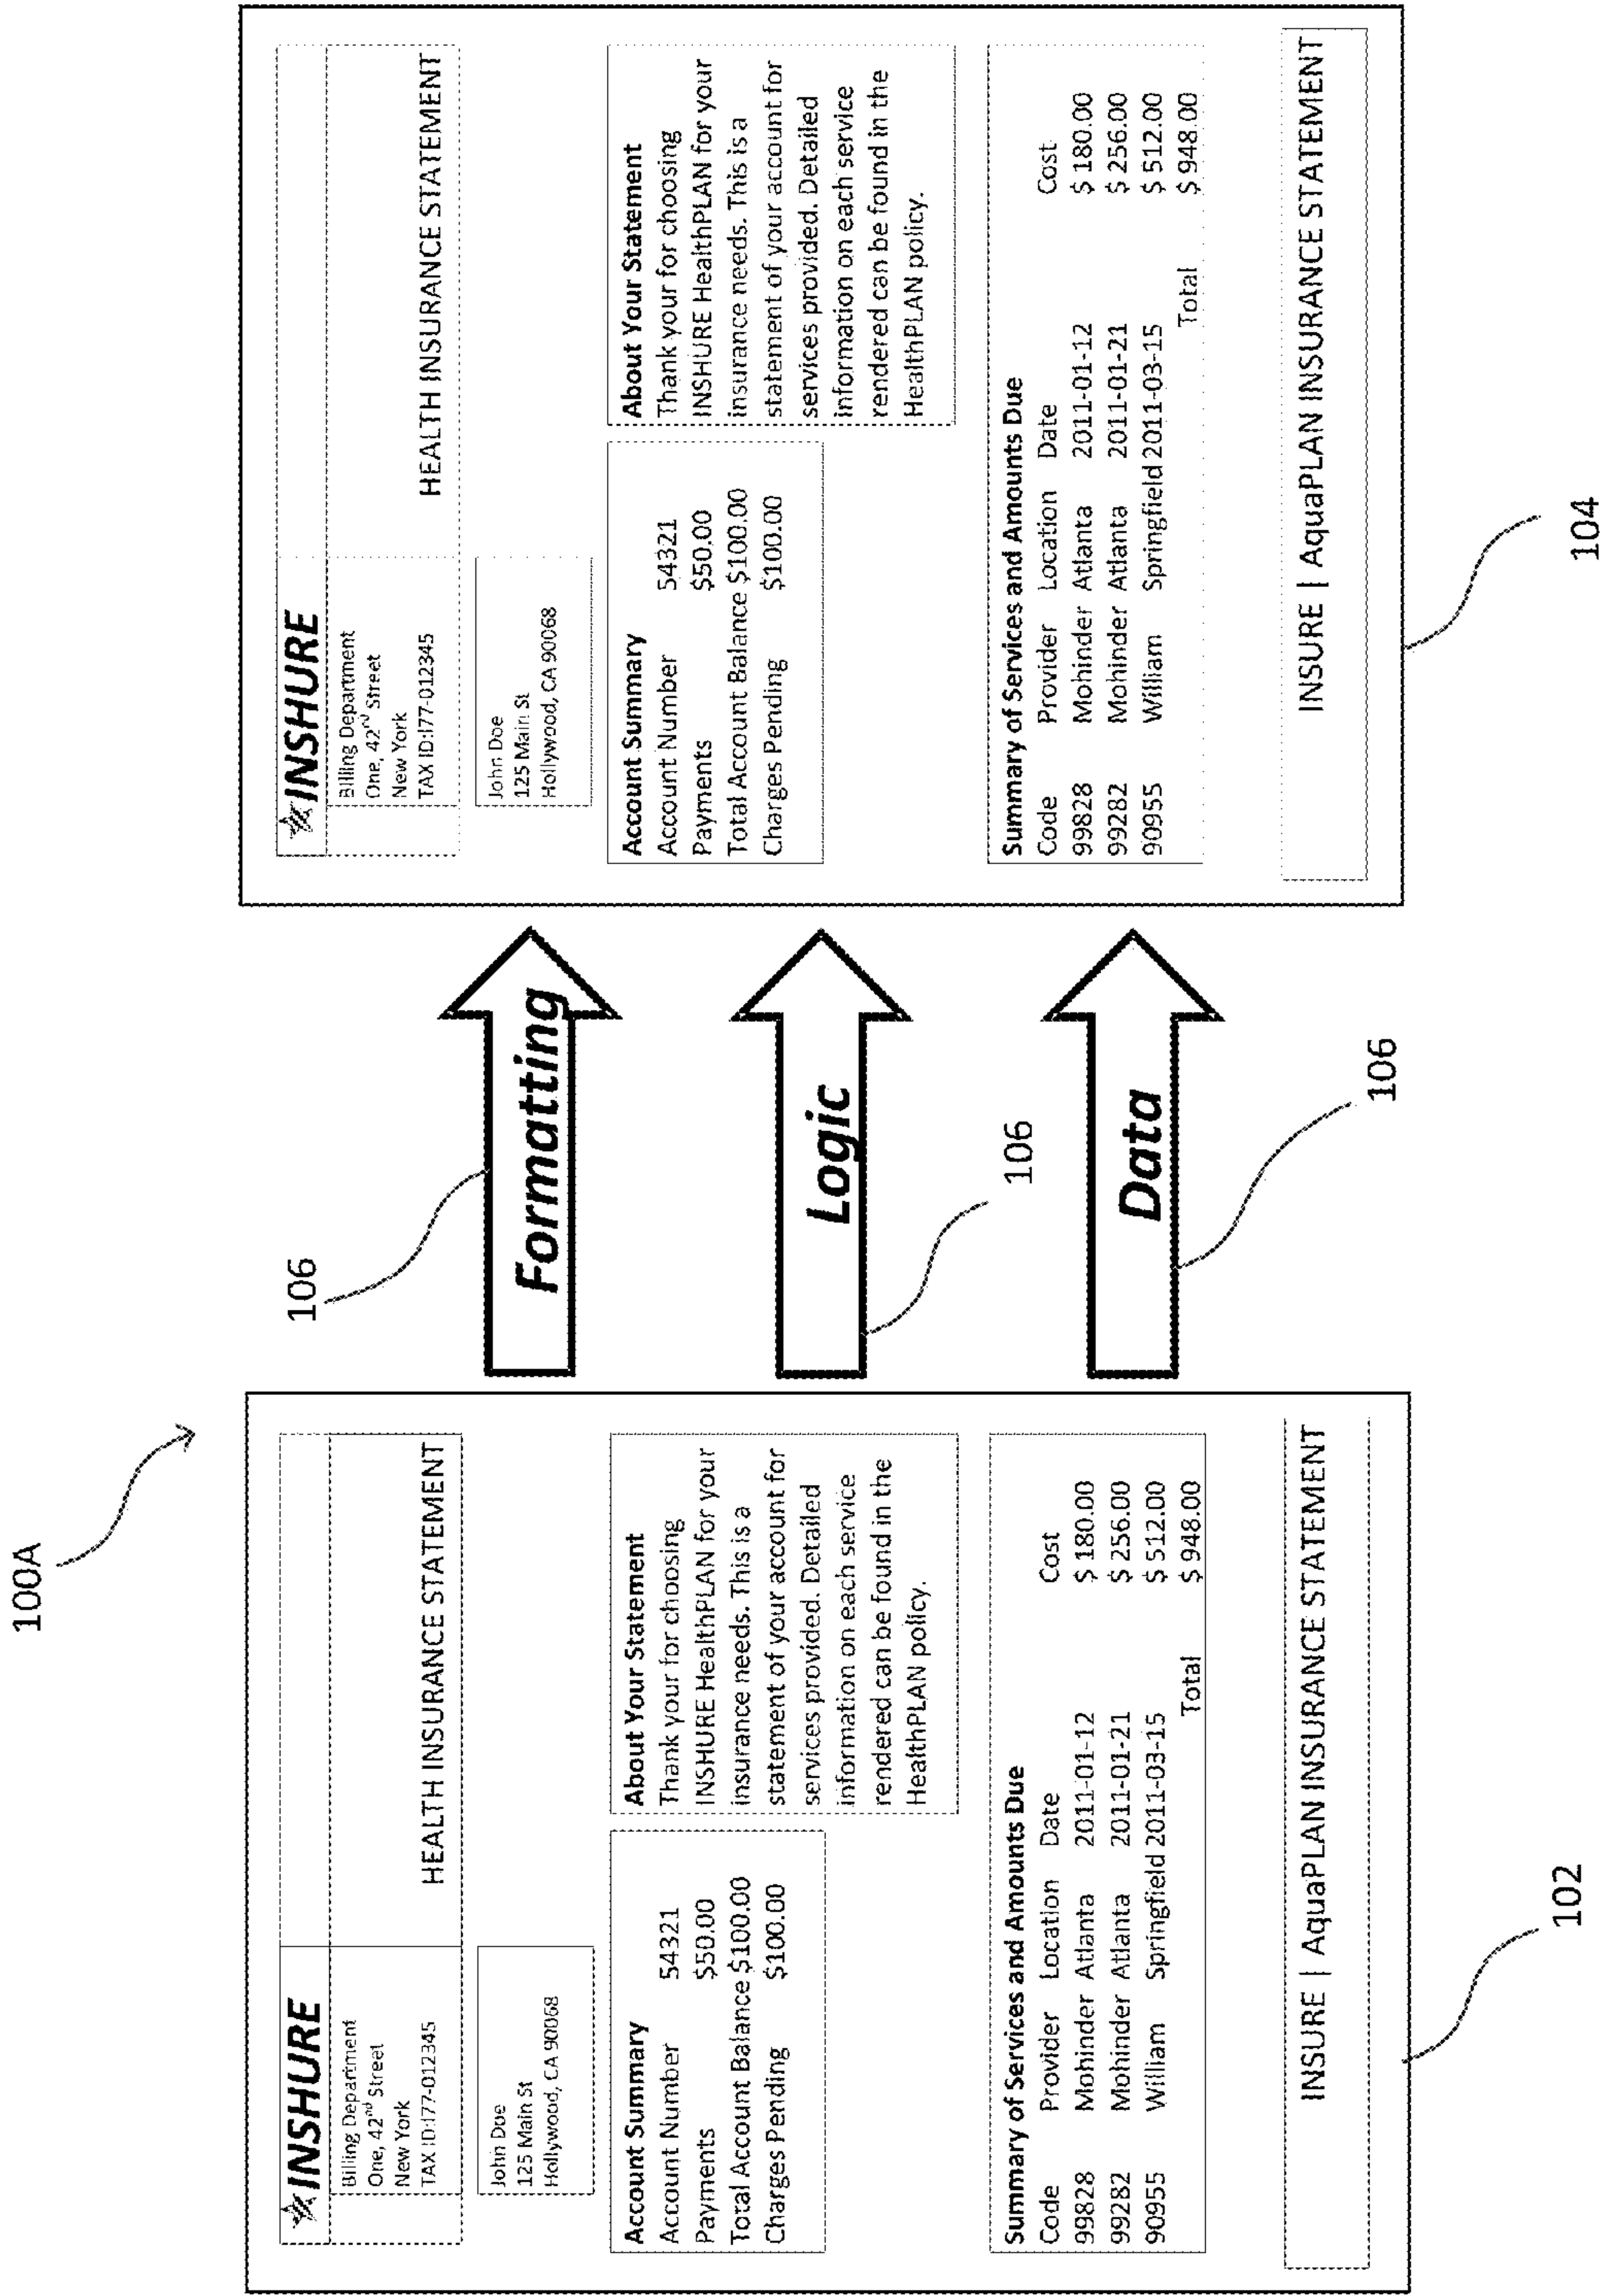 100A
INSHURE
Billing Department
One, 42nd Street
New York
TAX ID:I77-012345
HEALTH INSURANCE STATEMENT
John Doe
125 Main St
Hollywood, CA 90068
Account Summary
Account Number 54321
Payments $50.00
Total Account Balance $100.00
Charges Pending $100.00
About Your Statement
Thank your for choosing
INSHURE HealthPLAN for your
insurance needs. This is a
statement of your account for
services provided. Detailed
information on each service
rendered can be found in the
HealthPLAN policy.
Summary of Services and Amounts Due
Code Provider Location Date Cost
99828 Mohinder Atlanta 2011-01-12 $ 180.00
99282 Mohinder Atlanta 2011-01-21 $ 256.00
90955 William Springfield 2011-03-15 $ 512.00
Total $ 948.00
INSURE | AquaPLAN INSURANCE STATEMENT
102
106
Formatting
Logic
106
Data
106
INSHURE
Billing Department
One, 42nd Street
New York
TAX ID:I77-012345
HEALTH INSURANCE STATEMENT
John Doe
125 Main St
Hollywood, CA 90068
Account Summary
Account Number 54321
Payments $50.00
Total Account Balance $100.00
Charges Pending $100.00
About Your Statement
Thank your for choosing
INSHURE HealthPLAN for your
insurance needs. This is a
statement of your account for
services provided. Detailed
information on each service
rendered can be found in the
HealthPLAN policy.
Summary of Services and Amounts Due
Code Provider Location Date Cost
99828 Mohinder Atlanta 2011-01-12 $ 180.00
99282 Mohinder Atlanta 2011-01-21 $ 256.00
90955 William Springfield 2011-03-15 $ 512.00
Total $ 948.00
INSURE | AquaPLAN INSURANCE STATEMENT
104